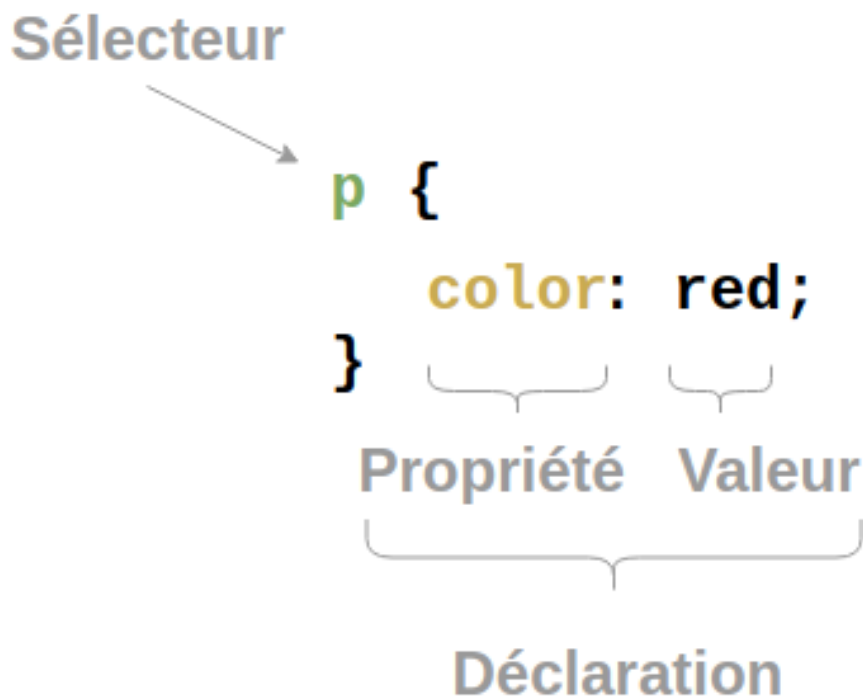 Sélecteur
p {
color: red;
}
Propriété Valeur
Déclaration